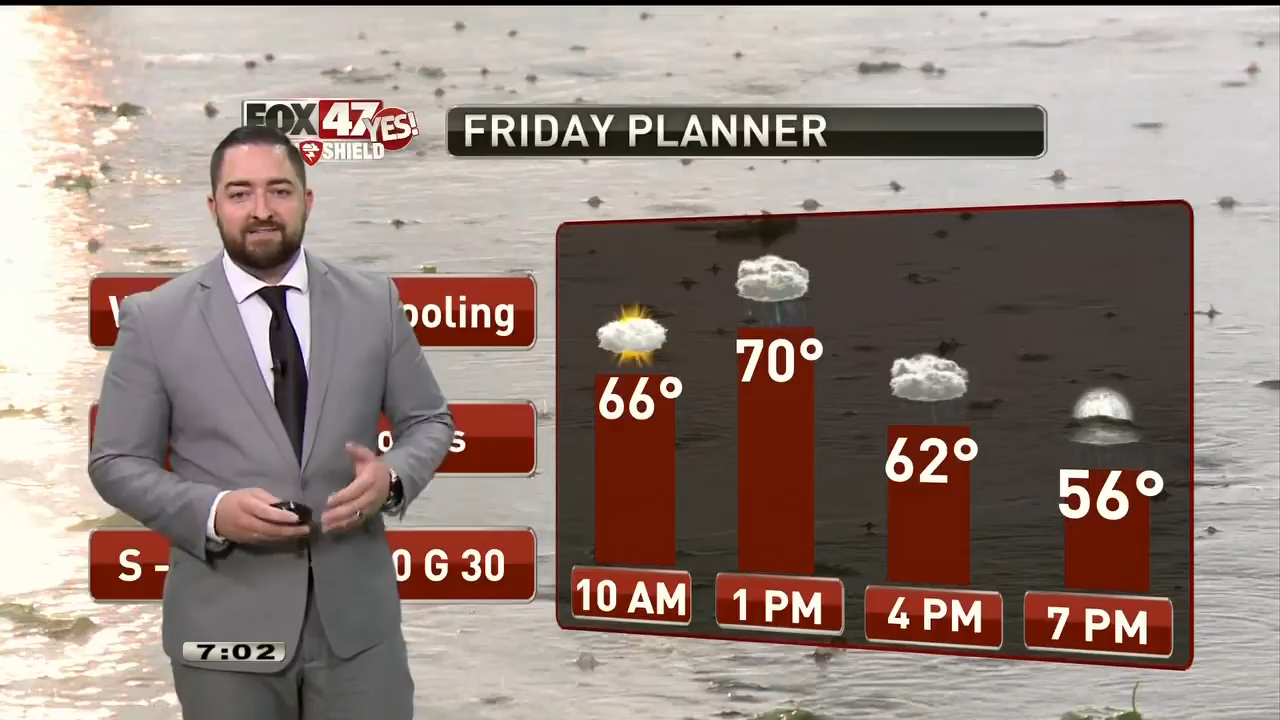 FOX 47 YES!
SHIELD
FRIDAY PLANNER
S -
0 G 30
66°
70°
62°
56°
10 AM
1 PM
4 PM
7 PM
7:02